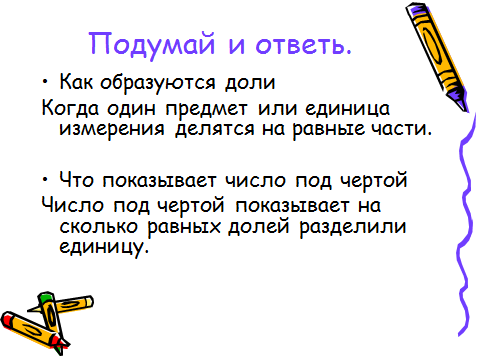 Подумай и ответь.
• Как образуются доли
Когда один предмет или единица
измерения делятся на равные части.
• Что показывает число под чертой
Число под чертой показывает на
сколько равных долей разделили
единицу.